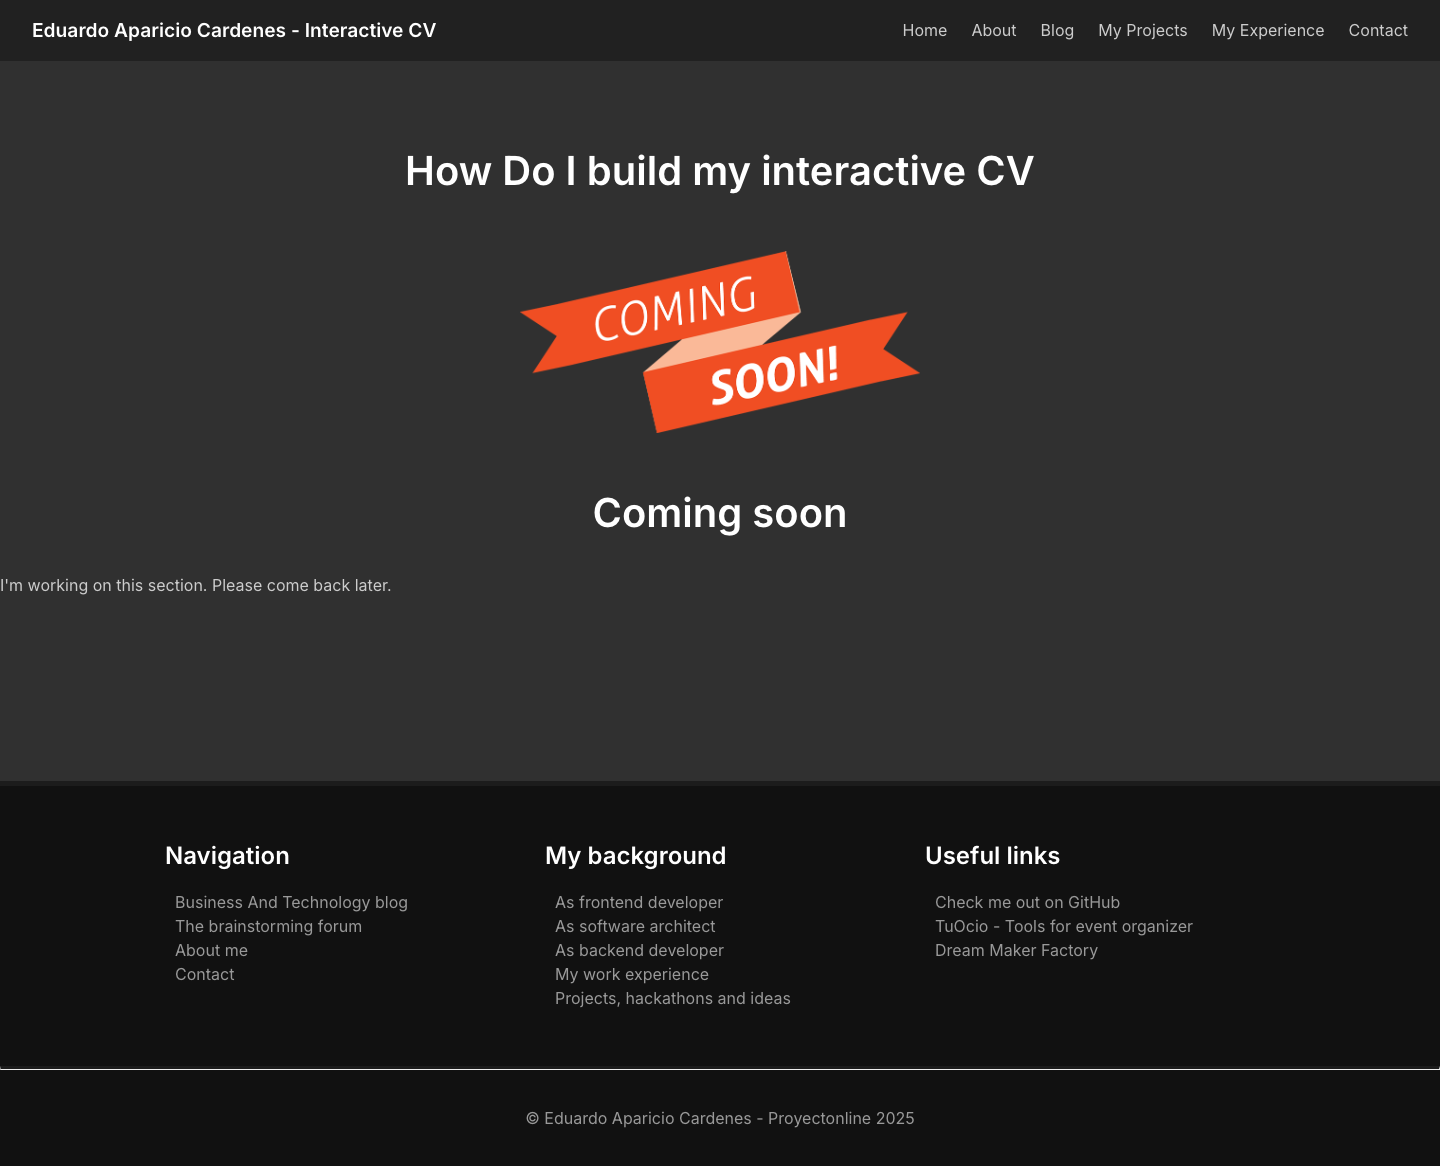 Eduardo Aparicio Cardenes - Interactive CV
Home About Blog My Projects My Experience Contact
How Do I build my interactive CV
COMING
SOON!
Coming soon
I'm working on this section. Please come back later.
Navigation
Business And Technology blog
The brainstorming forum
About me
Contact
My background
As frontend developer
As software architect
As backend developer
My work experience
Projects, hackathons and ideas
Useful links
Check me out on GitHub
TuOcio - Tools for event organizer
Dream Maker Factory
© Eduardo Aparicio Cardenes - Proyectonline 2025